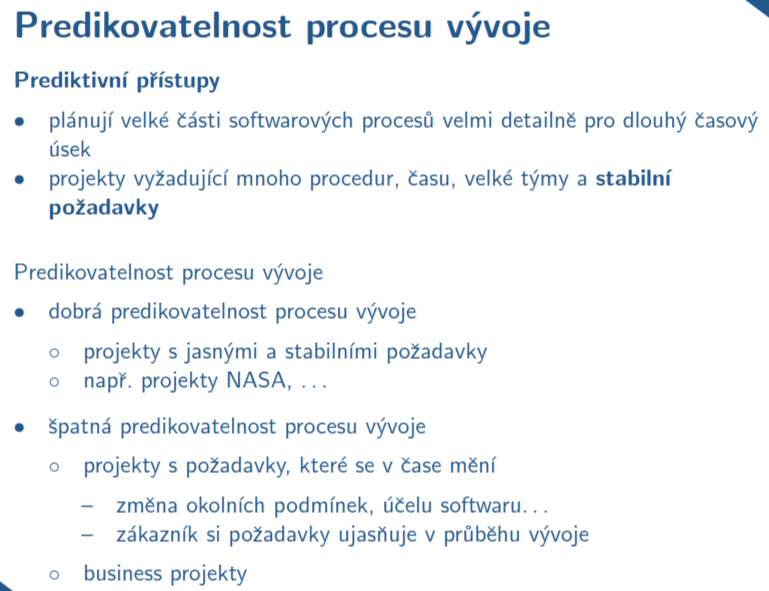 Predikovatelnost procesu vývoje
Prediktivní přístupy
• plánují velké části softwarových procesů velmi detailně pro dlouhý časový
úsek
• projekty vyžadující mnoho procedur, času, velké týmy a stabilní
požadavky
Predikovatelnost procesu vývoje
• dobrá predikovatelnost procesu vývoje
○ projekty s jasnými a stabilními požadavky
○ např. projekty NASA, ...
• špatná predikovatelnost procesu vývoje
○ projekty s požadavky, které se v čase mění
– změna okolních podmínek, účelu softwaru...
– zákazník si požadavky ujasňuje v průběhu vývoje
○ business projekty